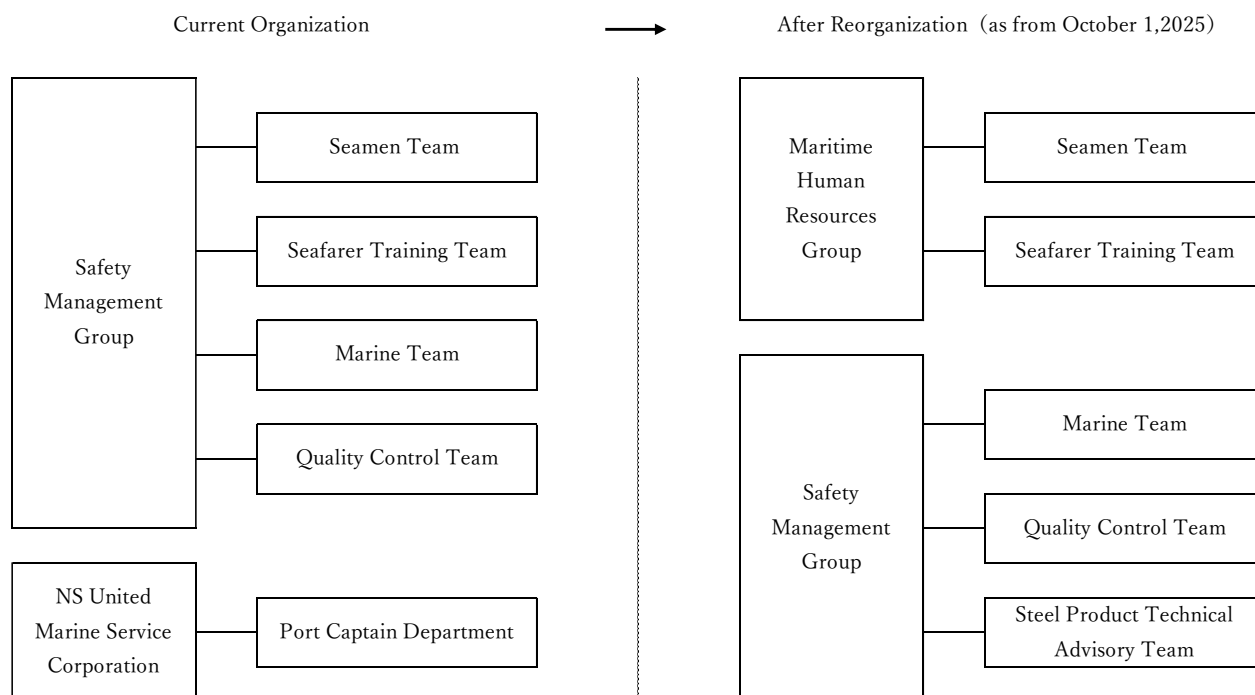 Current Organization
After Reorganization（as from October 1,2025）
Safety
Management
Group
Seamen Team
Seafarer Training Team
Marine Team
Quality Control Team
NS United
Marine Service
Corporation
Port Captain Department
Maritime
Human
Resources
Group
Seamen Team
Seafarer Training Team
Safety
Management
Group
Marine Team
Quality Control Team
Steel Product Technical
Advisory Team